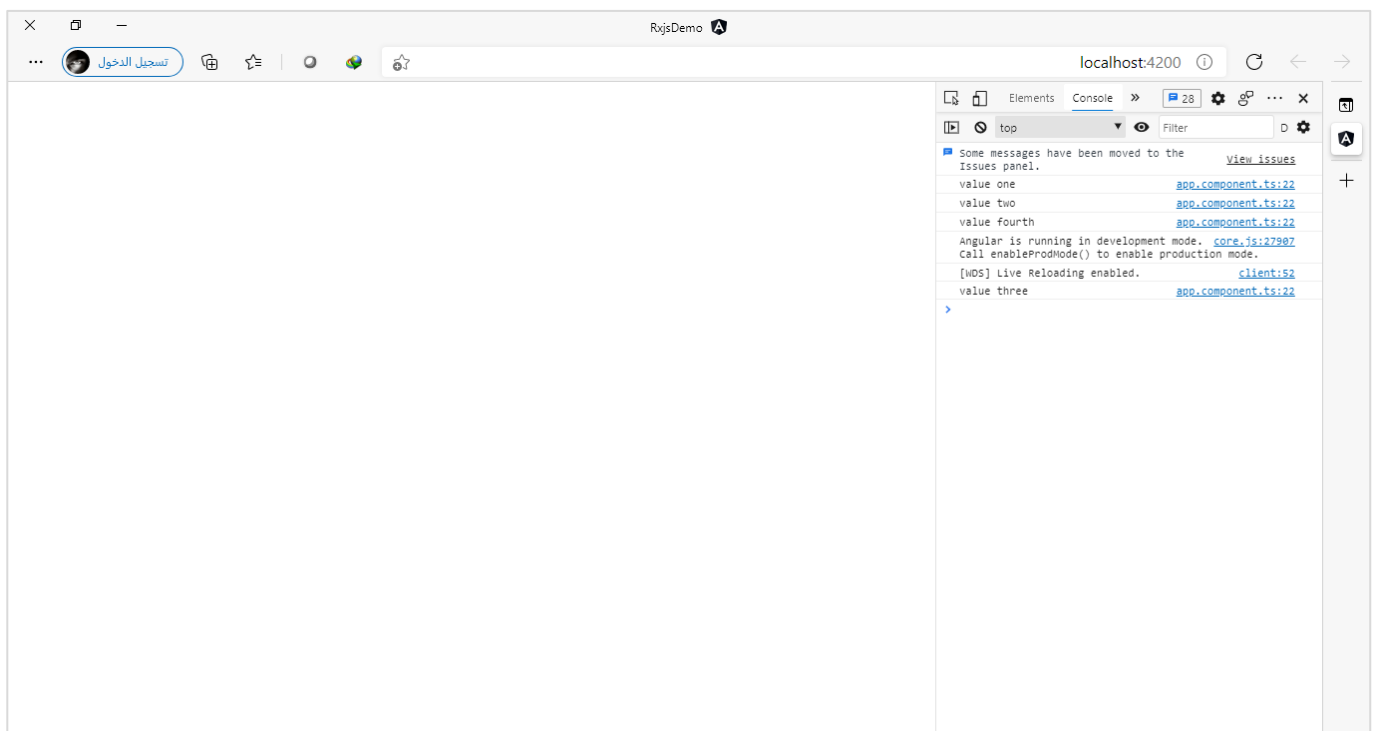 RxjsDemo
تسجيل الدخول
localhost:4200
Elements Console 28
top Filter D
Some messages have been moved to the Issues panel. View issues
value one app.component.ts:22
value two app.component.ts:22
value fourth app.component.ts:22
Angular is running in development mode. core.js:27907
Call enableProdMode() to enable production mode.
[WDS] Live Reloading enabled. client:52
value three app.component.ts:22